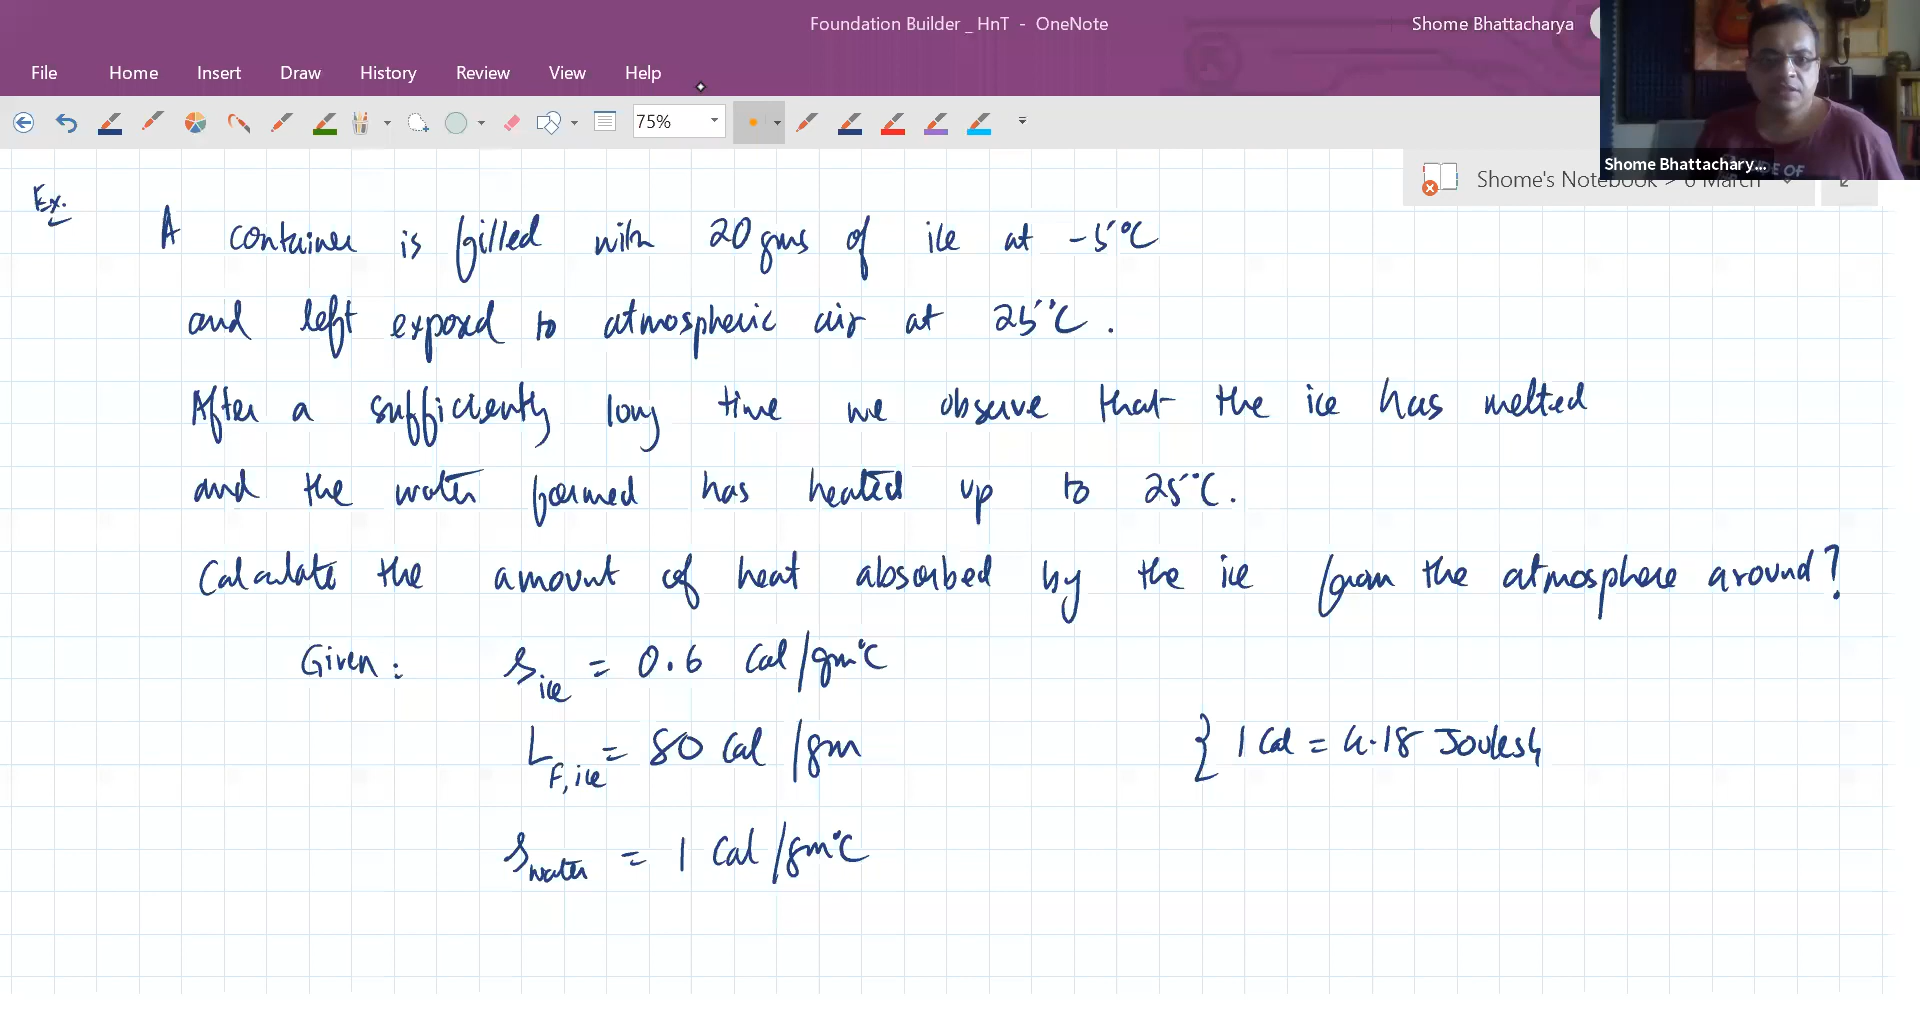 Foundation Builder _ HnT - OneNote
Shome Bhattacharya
File Home Insert Draw History Review View Help
75%
Shome Bhattachary...
Shome's Notebook > 6 March
Ex.
A container is filled with 20 gms of ice at -5°C
and left exposed to atmospheric air at 25°C.
After a sufficiently long time we observe that the ice has melted
and the water formed has heated up to 25°C.
Calculate the amount of heat absorbed by the ice from the atmosphere around?
Given: s_ice = 0.6 Cal/gm°C
L_F,ice = 80 Cal/gm
{ 1 Cal = 4.18 Joules}
s_water = 1 Cal/gm°C